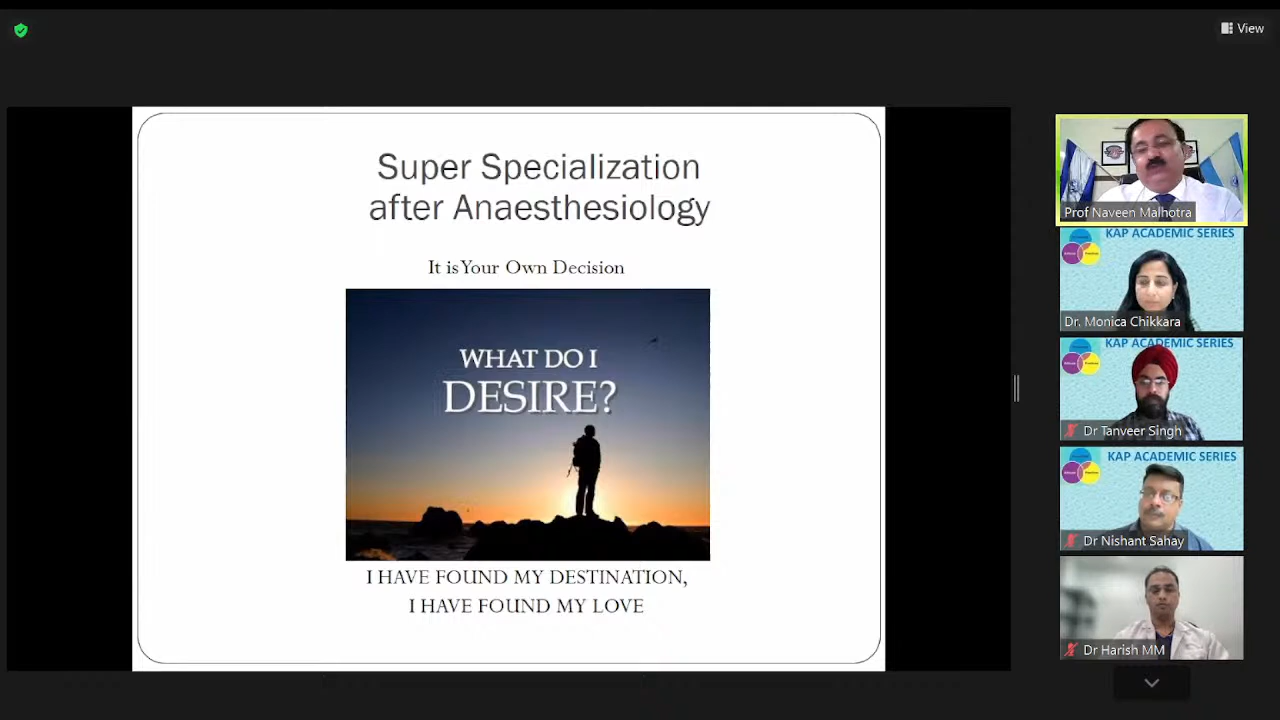 View
Super Specialization
after Anaesthesiology
It is Your Own Decision
WHAT DO I
DESIRE?
I HAVE FOUND MY DESTINATION,
I HAVE FOUND MY LOVE
Prof Naveen Malhotra
KAP ACADEMIC SERIES
Dr. Monica Chikkara
KAP ACADEMIC SERIES
Dr Tanveer Singh
KAP ACADEMIC SERIES
Dr Nishant Sahay
Dr Harish MM